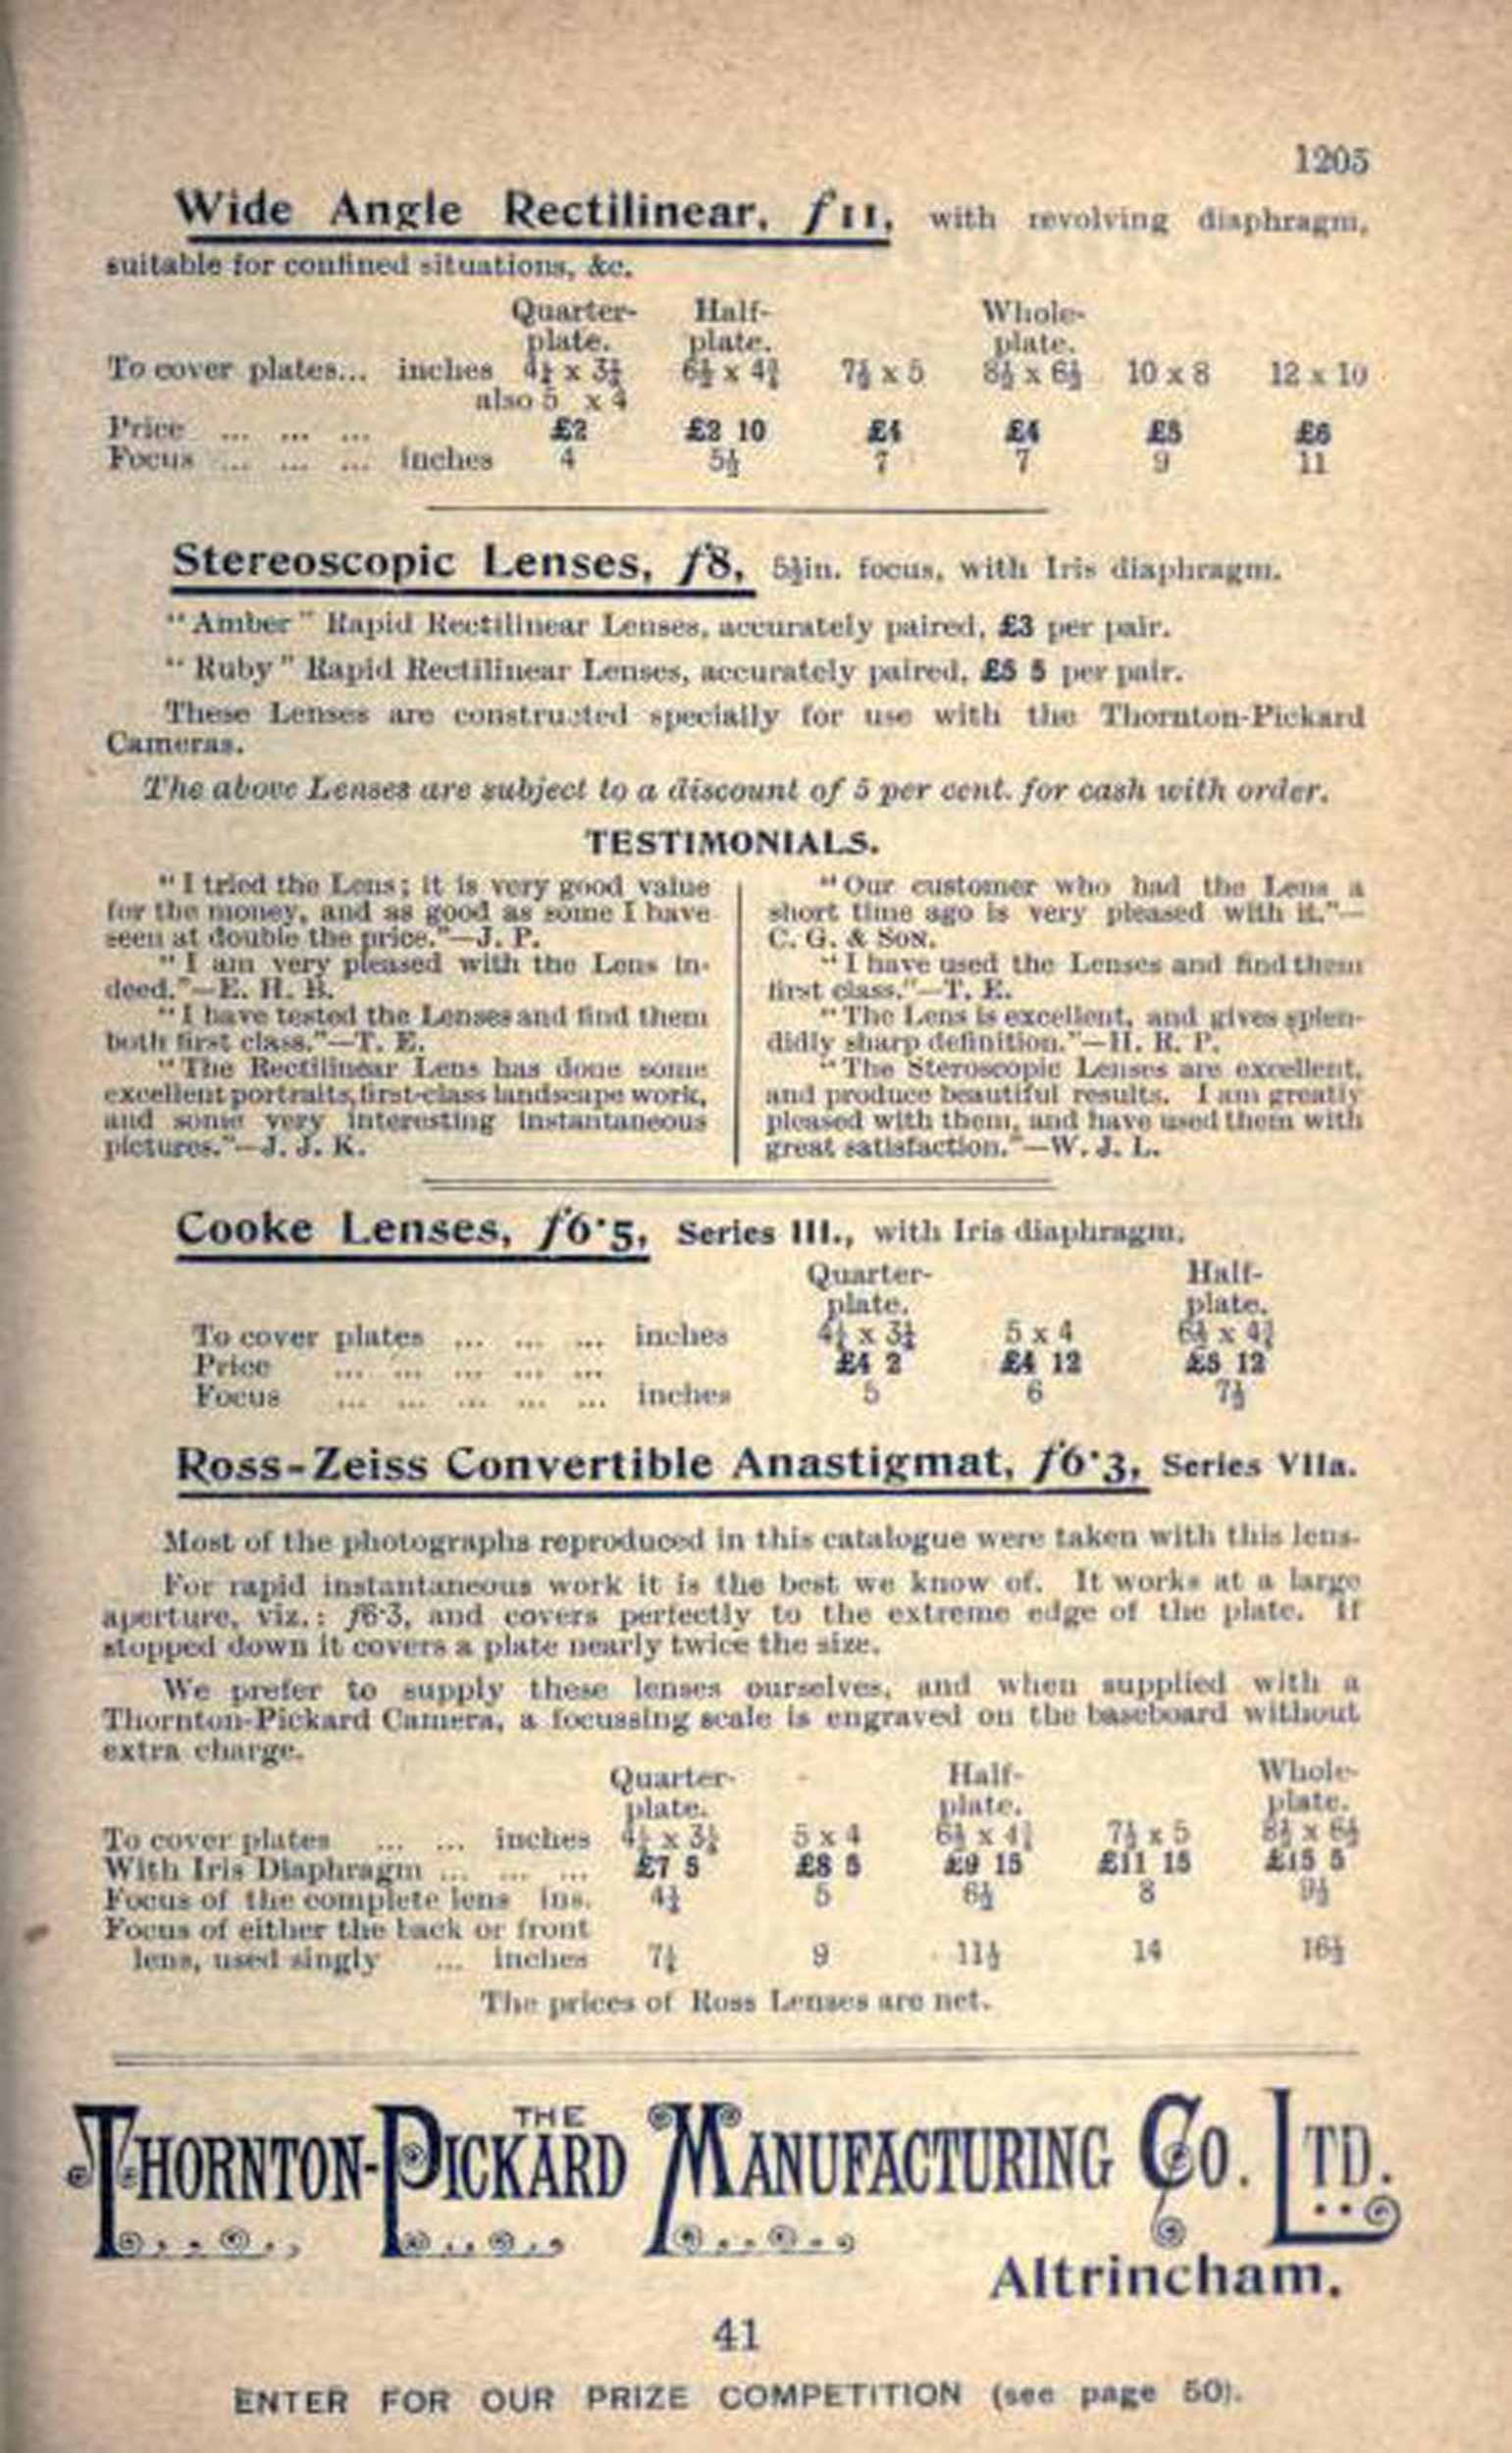 1205
Wide Angle Rectilinear, f11, with revolving diaphragm,
suitable for confined situations, &c.
Quarter- Half- Whole-
plate. plate. plate.
To cover plates... inches 4¼ x 3¼ 6½ x 4¾ 7½ x 5 8½ x 6½ 10 x 8 12 x 10
also 5 x 4
Price ... ... ... £2 £2 10 £4 £4 £5 £6
Focus ... ... ... inches 4 5½ 7 7 9 11
Stereoscopic Lenses, f8, 5½in. focus, with Iris diaphragm.
"Amber" Rapid Rectilinear Lenses, accurately paired, £3 per pair.
"Ruby" Rapid Rectilinear Lenses, accurately paired, £5 5 per pair.
These Lenses are constructed specially for use with the Thornton-Pickard
Cameras.
The above Lenses are subject to a discount of 5 per cent. for cash with order.
TESTIMONIALS.
"I tried the Lens; it is very good value
for the money, and as good as some I have
seen at double the price."—J. P.
"I am very pleased with the Lens in-
deed."—E. H. B.
"I have tested the Lenses and find them
both first class."—T. E.
"The Rectilinear Lens has done some
excellent portraits, first-class landscape work,
and some very interesting instantaneous
pictures."—J. J. K.
"Our customer who had the Lens a
short time ago is very pleased with it."—
C. G. & SON.
"I have used the Lenses and find them
first class."—T. E.
"The Lens is excellent, and gives splen-
didly sharp definition."—H. R. P.
"The Steroscopic Lenses are excellent,
and produce beautiful results. I am greatly
pleased with them, and have used them with
great satisfaction."—W. J. L.
Cooke Lenses, f6·5, Series III., with Iris diaphragm.
Quarter- Half-
plate. plate.
To cover plates ... ... ... inches 4¼ x 3¼ 5 x 4 6½ x 4¾
Price ... ... ... ... ... £4 2 £4 12 £5 12
Focus ... ... ... ... ... inches 5 6 7½
Ross-Zeiss Convertible Anastigmat, f6·3, Series VIIa.
Most of the photographs reproduced in this catalogue were taken with this lens.
For rapid instantaneous work it is the best we know of. It works at a large
aperture, viz.: f6·3, and covers perfectly to the extreme edge of the plate. If
stopped down it covers a plate nearly twice the size.
We prefer to supply these lenses ourselves, and when supplied with a
Thornton-Pickard Camera, a focussing scale is engraved on the baseboard without
extra charge.
Quarter- Half- Whole-
plate. plate. plate.
To cover plates ... ... inches 4¼ x 3¼ 5 x 4 6½ x 4¾ 7½ x 5 8½ x 6½
With Iris Diaphragm ... ... ... £7 5 £8 5 £9 15 £11 15 £15 5
Focus of the complete lens ins. 5 6½ 8 9½
Focus of either the back or front
lens, used singly ... inches 7¼ 9 11½ 14 16½
The prices of Ross Lenses are net.
THE
THORNTON-PICKARD MANUFACTURING CO. LTD.
Altrincham.
41
ENTER FOR OUR PRIZE COMPETITION (see page 50).